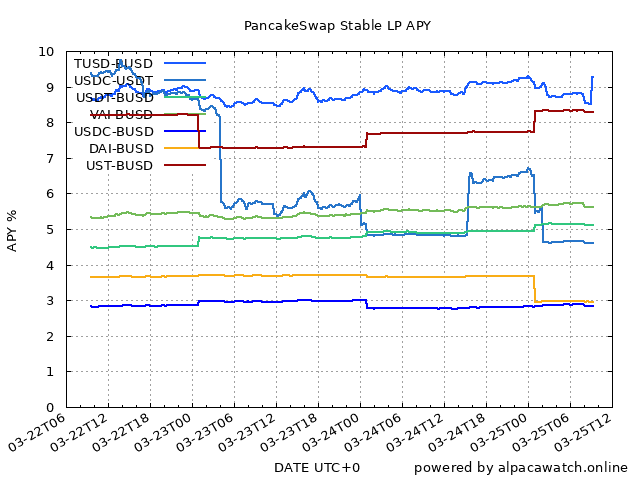 PancakeSwap Stable LP APY
APY %
10
9
8
7
6
5
4
3
2
1
0
TUSD-BUSD
USDC-USDT
USDT-BUSD
VAI-BUSD
USDC-BUSD
DAI-BUSD
UST-BUSD
03-22T06
03-22T12
03-22T18
03-23T00
03-23T06
03-23T12
03-23T18
03-24T00
03-24T06
03-24T12
03-24T18
03-25T00
03-25T06
03-25T12
DATE UTC+0
powered by alpacawatch.online